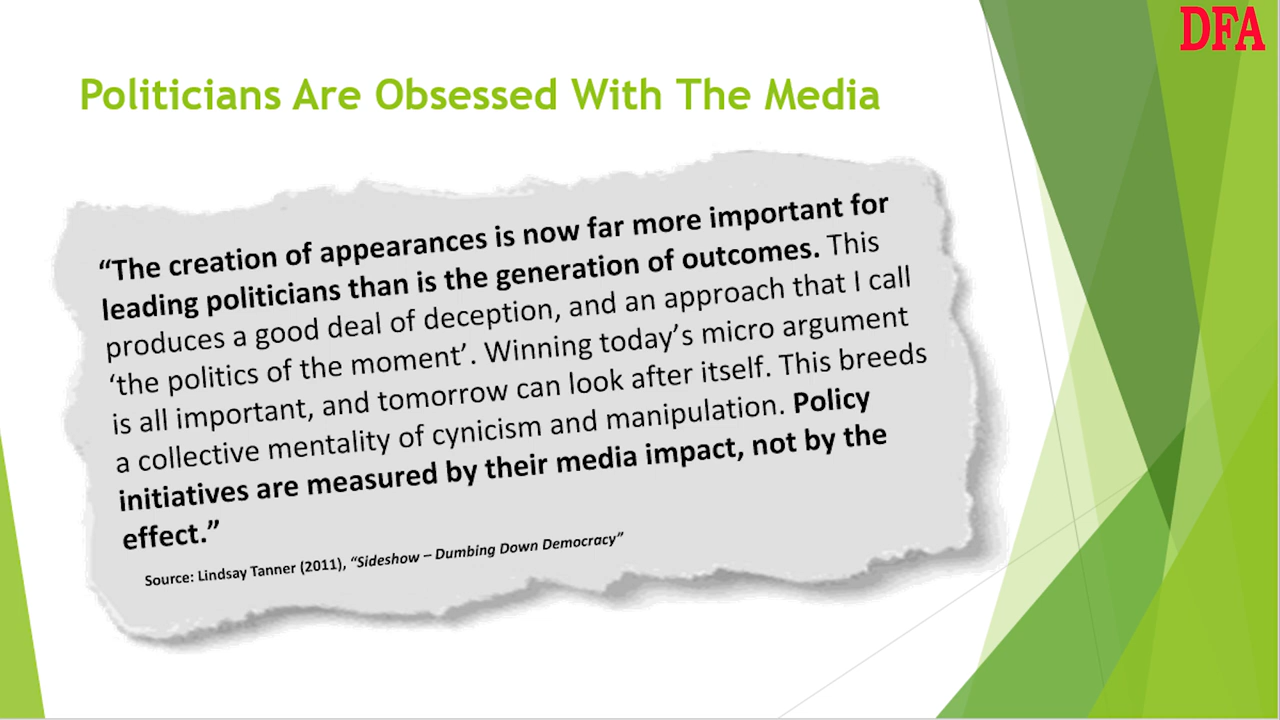 DFA
Politicians Are Obsessed With The Media
“The creation of appearances is now far more important for
leading politicians than is the generation of outcomes. This
produces a good deal of deception, and an approach that I call
‘the politics of the moment’. Winning today’s micro argument
is all important, and tomorrow can look after itself. This breeds
a collective mentality of cynicism and manipulation. Policy
initiatives are measured by their media impact, not by the
effect.”
Source: Lindsay Tanner (2011), “Sideshow – Dumbing Down Democracy”